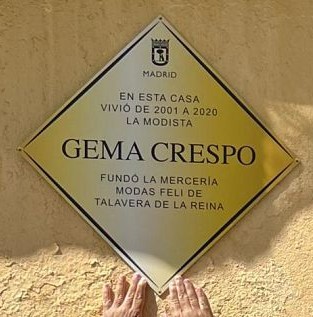 MADRID
EN ESTA CASA
VIVIÓ DE 2001 A 2020
LA MODISTA
GEMA CRESPO
FUNDÓ LA MERCERÍA
MODAS FELI DE
TALAVERA DE LA REINA